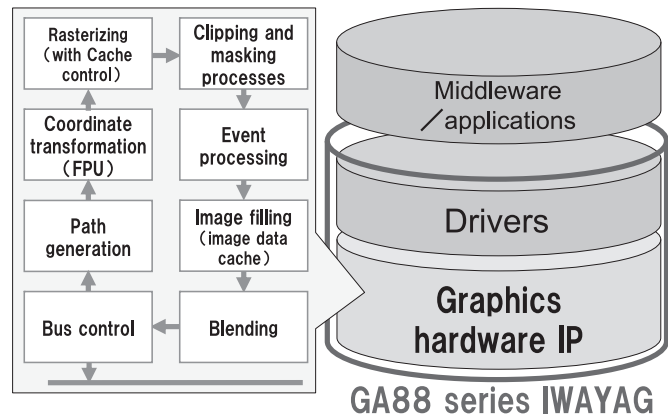 Rasterizing
(with Cache
control)
Clipping and
masking
processes
Coordinate
transformation
(FPU)
Event
processing
Path
generation
Image filling
(image data
cache)
Bus control
Blending
Middleware
/applications
Drivers
Graphics
hardware IP
GA88 series IWAYAG